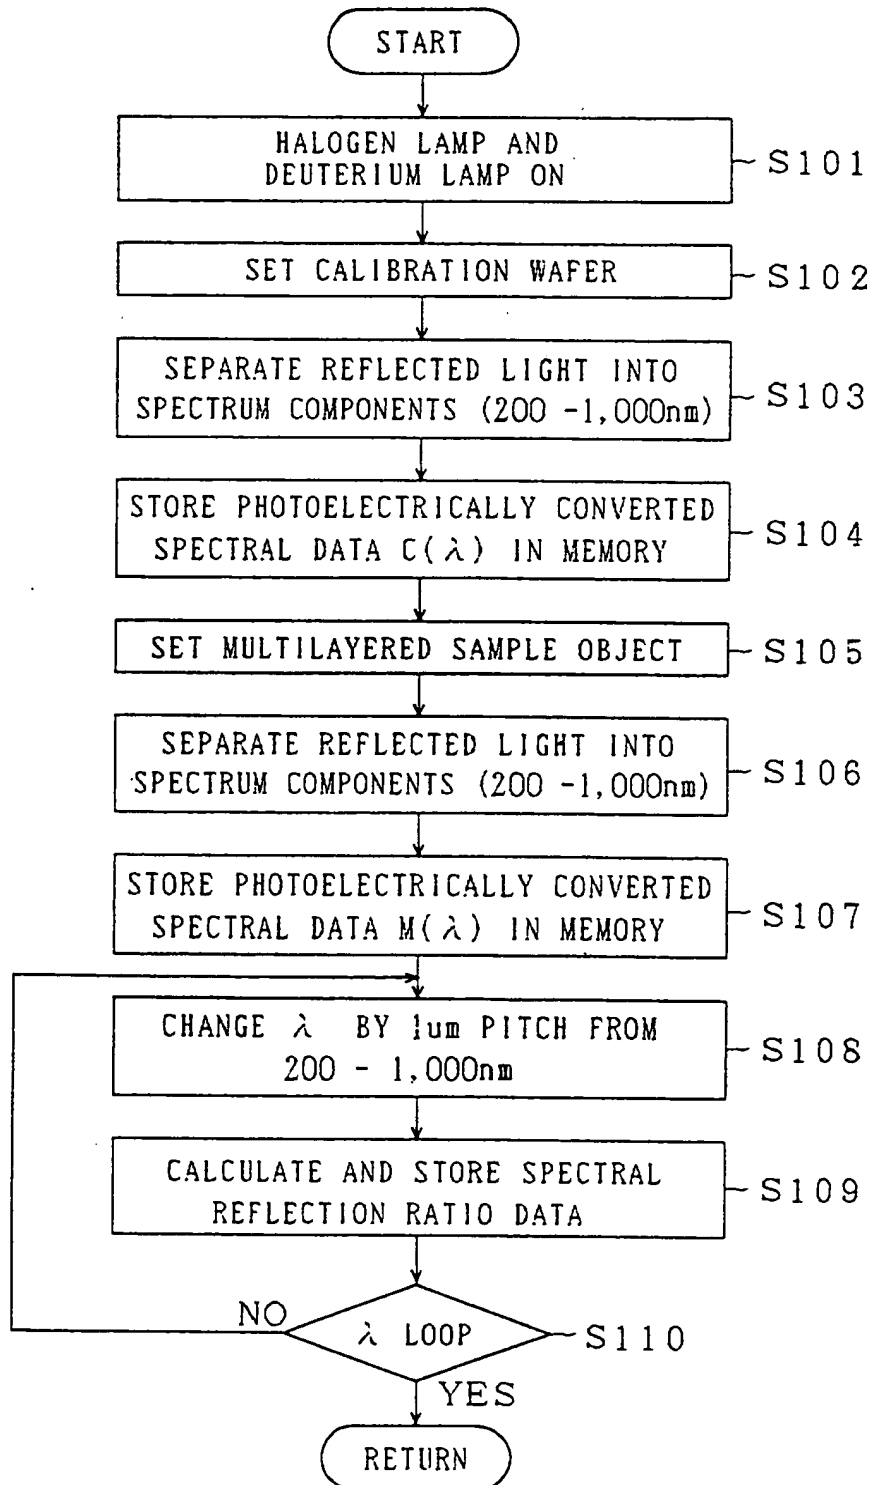 START
HALOGEN LAMP AND
DEUTERIUM LAMP ON
S101
SET CALIBRATION WAFER
S102
SEPARATE REFLECTED LIGHT INTO
SPECTRUM COMPONENTS (200 -1,000nm)
S103
STORE PHOTOELECTRICALLY CONVERTED
SPECTRAL DATA C(λ) IN MEMORY
S104
SET MULTILAYERED SAMPLE OBJECT
S105
SEPARATE REFLECTED LIGHT INTO
SPECTRUM COMPONENTS (200 -1,000nm)
S106
STORE PHOTOELECTRICALLY CONVERTED
SPECTRAL DATA M(λ) IN MEMORY
S107
CHANGE λ BY 1um PITCH FROM
200 - 1,000nm
S108
CALCULATE AND STORE SPECTRAL
REFLECTION RATIO DATA
S109
NO
λ LOOP
S110
YES
RETURN